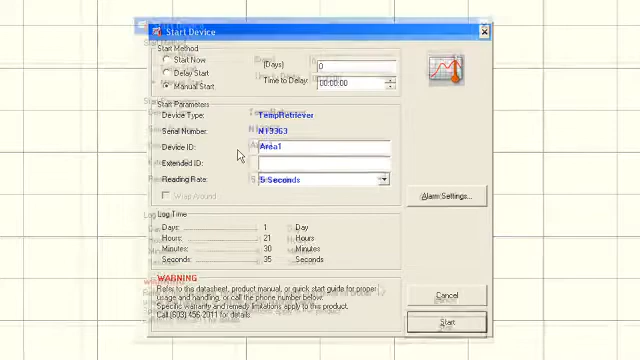 Start Device
Start Method
Start Now
Delay Start
Manual Start
(Days)
0
Time to Delay:
00:00:00
Start Parameters
Device Type:
TempRetriever
Serial Number:
N13363
Device ID:
Area1
Extended ID:
Reading Rate:
5 Seconds
Wrap Around
Alarm Settings...
Log Time
Days:
1 Day
Hours:
21 Hours
Minutes:
30 Minutes
Seconds:
35 Seconds
WARNING
Refer to the datasheet, product manual, or quick start guide for proper
usage and handling, or call the phone number below.
Specific warranty and remedy limitations apply to this product.
Call (603) 456-2011 for details
Cancel
Start